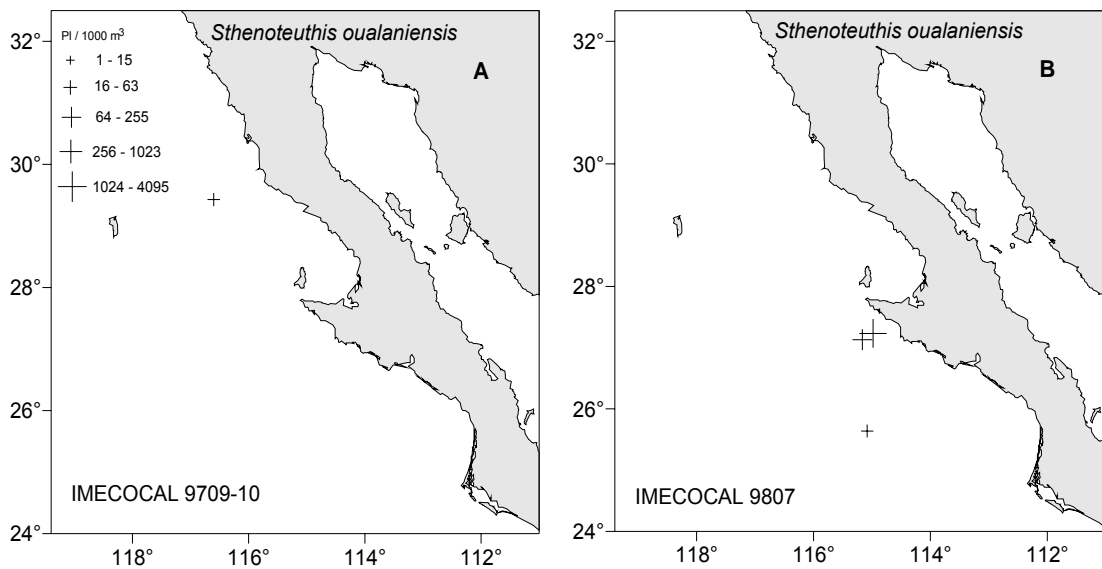 Sthenoteuthis oualaniensis
A
Pl / 1000 m³
1 - 15
16 - 63
64 - 255
256 - 1023
1024 - 4095
32°
30°
28°
26°
24°
IMECOCAL 9709-10
118° 116° 114° 112°
Sthenoteuthis oualaniensis
B
32°
30°
28°
26°
24°
IMECOCAL 9807
118° 116° 114° 112°